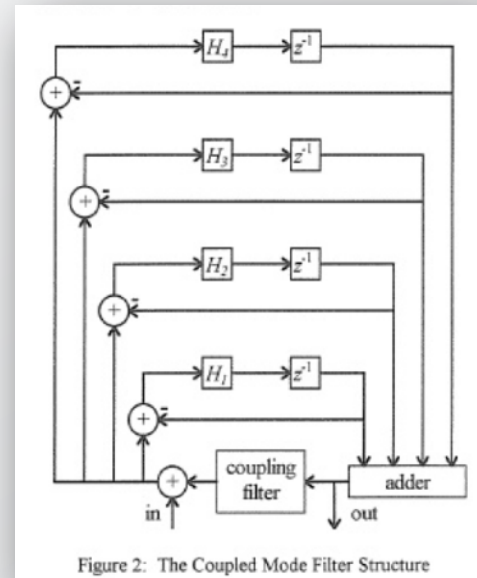 H₄ z⁻¹
+ -
H₃ z⁻¹
+ -
H₂ z⁻¹
+ -
H₁ z⁻¹
+ -
coupling
filter
+
adder
in
out
Figure 2: The Coupled Mode Filter Structure